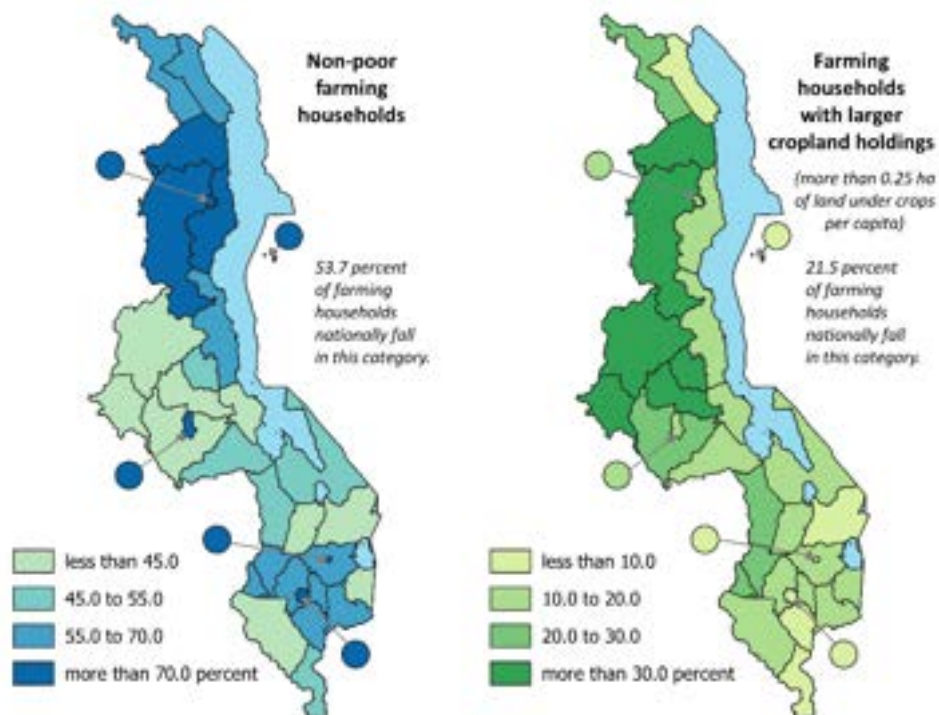 Non-poor
farming
households
53.7 percent
of farming
households
nationally fall
in this category.
less than 45.0
45.0 to 55.0
55.0 to 70.0
more than 70.0 percent
Farming
households
with larger
cropland holdings
(more than 0.25 ha
of land under crops
per capita)
21.5 percent
of farming
households
nationally fall
in this category.
less than 10.0
10.0 to 20.0
20.0 to 30.0
more than 30.0 percent